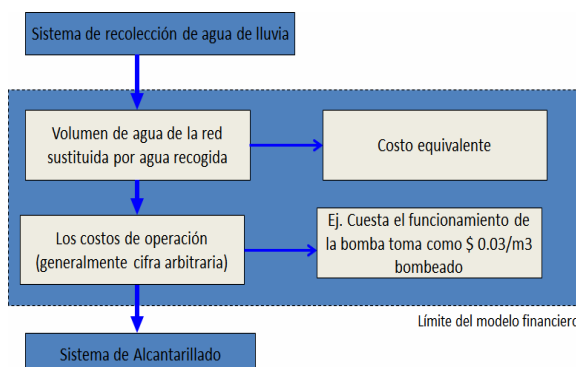 Sistema de recolección de agua de lluvia
Volumen de agua de la red
sustituida por agua recogida
Costo equivalente
Los costos de operación
(generalmente cifra arbitraria)
Ej. Cuesta el funcionamiento de
la bomba toma como $ 0.03/m3
bombeado
Límite del modelo financiero
Sistema de Alcantarillado